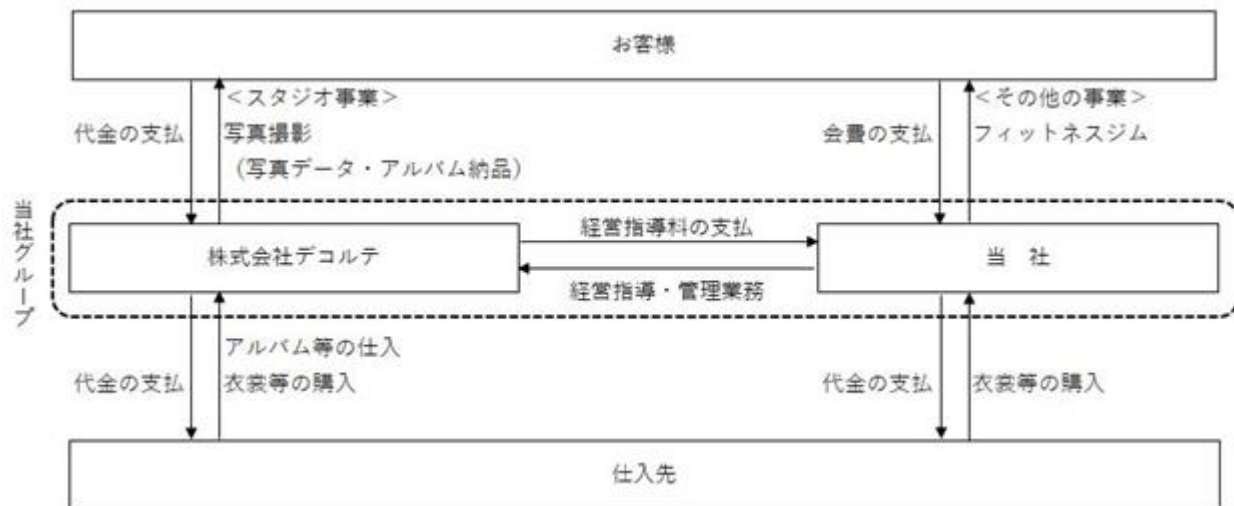 お客様
＜スタジオ事業＞
代金の支払
写真撮影
（写真データ・アルバム納品）
＜その他の事業＞
会費の支払
フィットネスジム
当社グループ
株式会社デコルテ
経営指導料の支払
経営指導・管理業務
当 社
アルバム等の仕入
代金の支払
衣裳等の購入
代金の支払
衣裳等の購入
仕入先